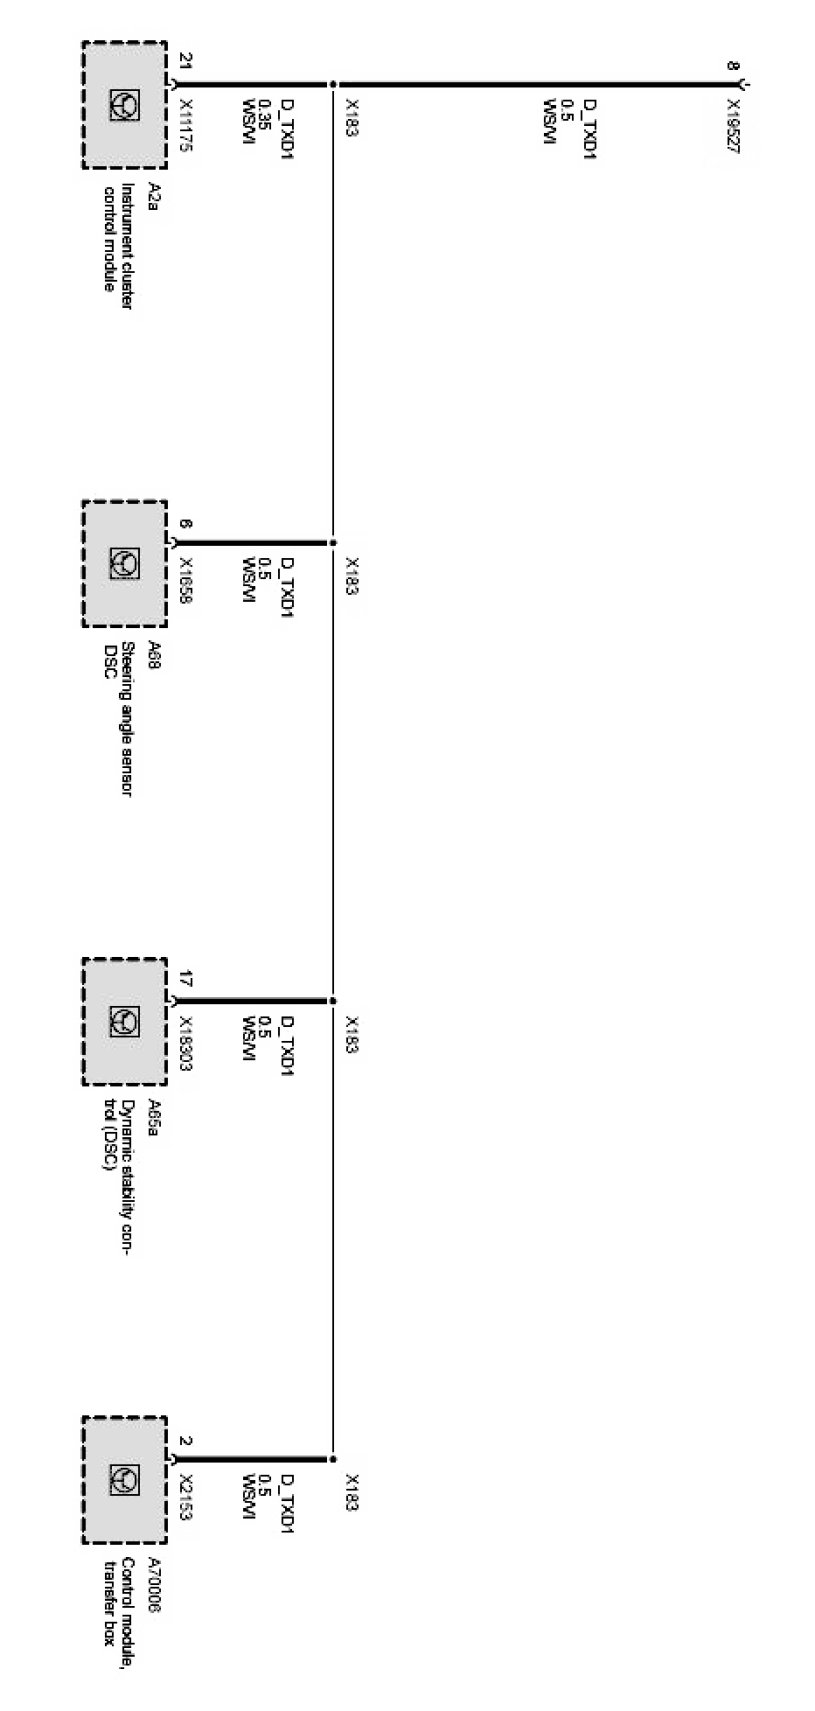 8
X19527
D_TXD1
0.5
WS/VI
X183
X183
X183
X183
D_TXD1
0.35
WS/VI
D_TXD1
0.5
WS/VI
D_TXD1
0.5
WS/VI
D_TXD1
0.5
WS/VI
21
X11175
6
X1658
17
X18303
2
X2153
A2a
Instrument cluster
control module
A68
Steering angle sensor
DSC
A65a
Dynamic stability con-
trol (DSC)
A70006
Control module,
transfer box